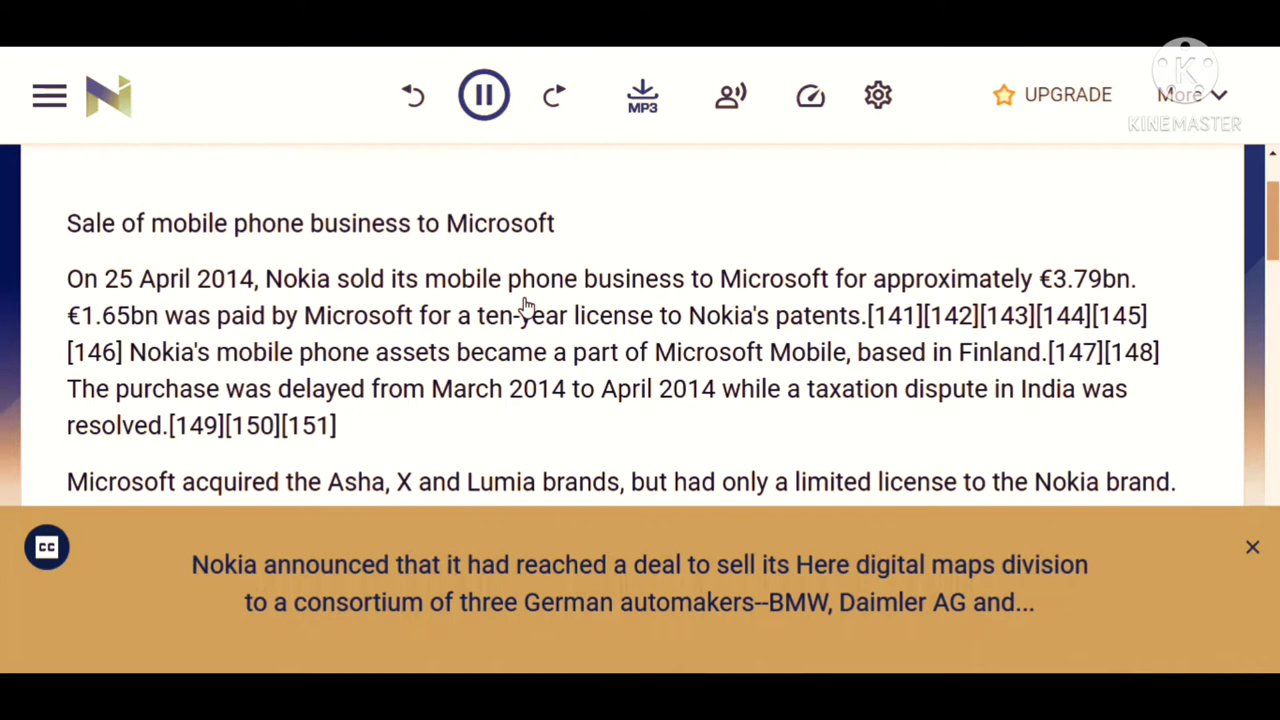 MP3
UPGRADE
More
KINEMASTER
Sale of mobile phone business to Microsoft
On 25 April 2014, Nokia sold its mobile phone business to Microsoft for approximately €3.79bn.
€1.65bn was paid by Microsoft for a ten-year license to Nokia's patents.[141][142][143][144][145]
[146] Nokia's mobile phone assets became a part of Microsoft Mobile, based in Finland.[147][148]
The purchase was delayed from March 2014 to April 2014 while a taxation dispute in India was
resolved.[149][150][151]
Microsoft acquired the Asha, X and Lumia brands, but had only a limited license to the Nokia brand.
CC
Nokia announced that it had reached a deal to sell its Here digital maps division
to a consortium of three German automakers--BMW, Daimler AG and...